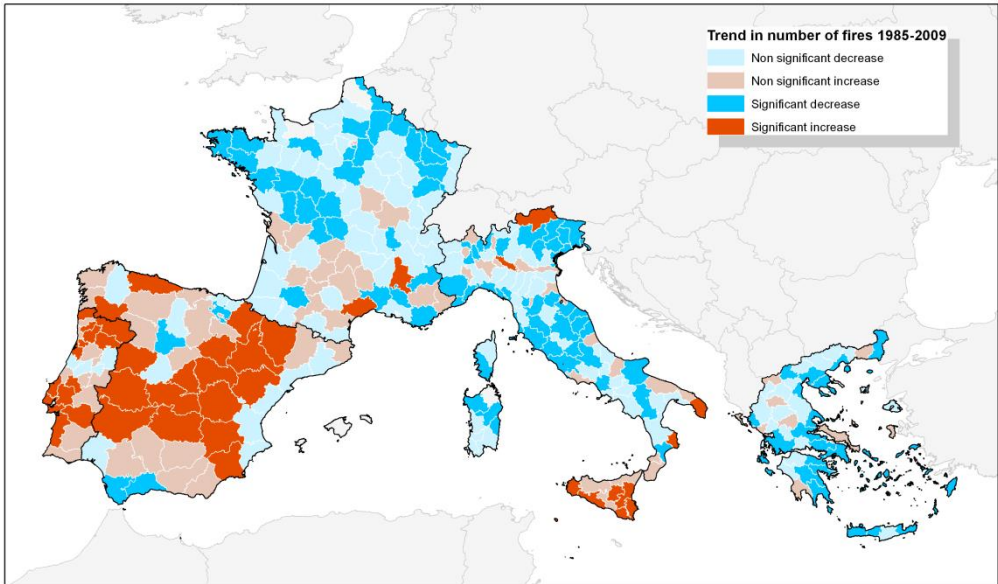 Trend in number of fires 1985-2009
Non significant decrease
Non significant increase
Significant decrease
Significant increase